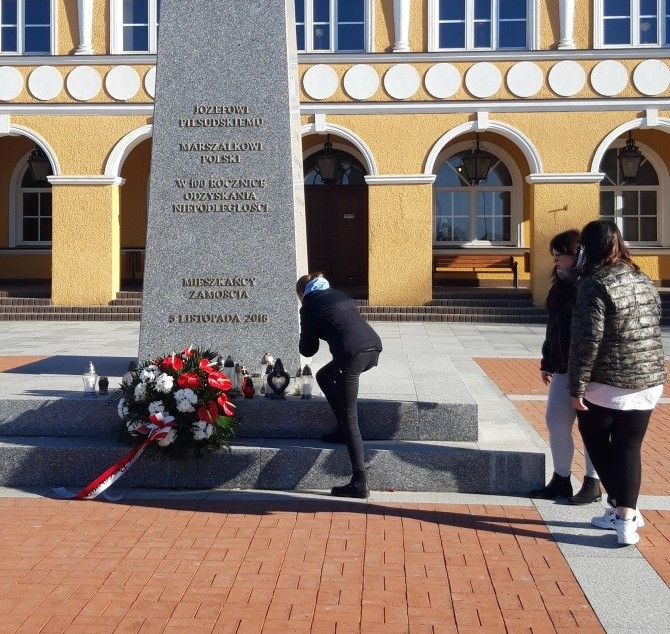 JÓZEFOWI
PIŁSUDSKIEMU
MARSZAŁKOWI
POLSKI
W 100 ROCZNICĘ
ODZYSKANIA
NIEPODLEGŁOŚCI
MIESZKAŃCY
ZAMOŚCIA
5 LISTOPADA 2018